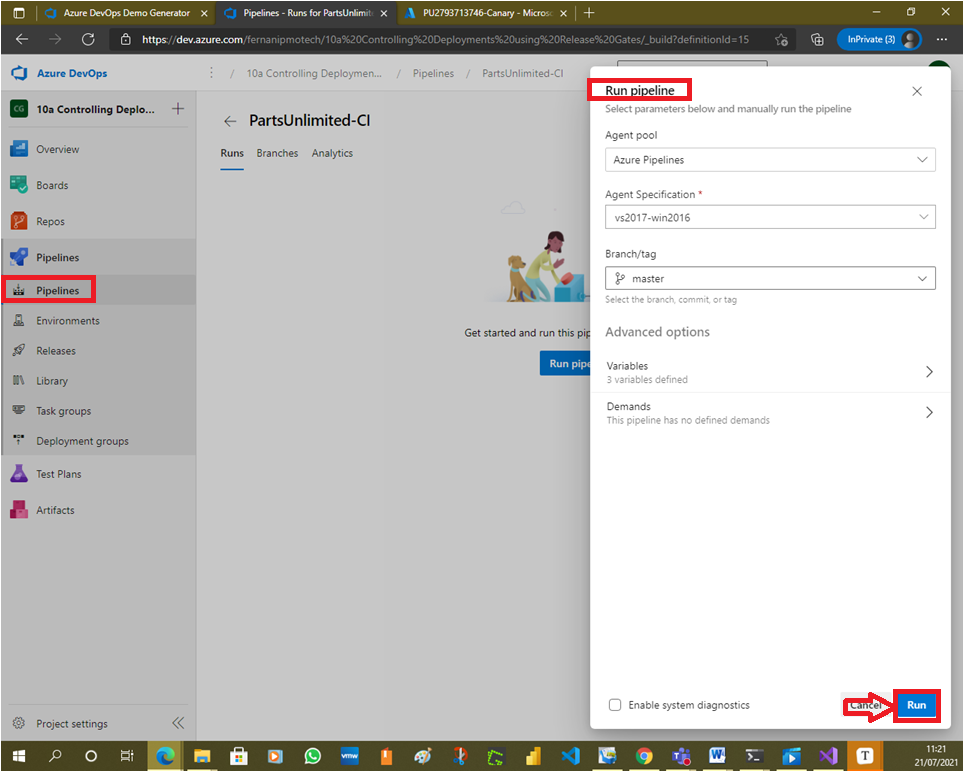 Azure DevOps Demo Generator
Pipelines - Runs for PartsUnlimite
PU2793713746-Canary - Micros
https://dev.azure.com/fernanipmotech/10a%20Controlling%20Deployments%20using%20Release%20Gates/_build?definitionId=15
InPrivate (3)
Azure DevOps
/ 10a Controlling Deploymen... / Pipelines / PartsUnlimited-CI
CG 10a Controlling Deplo...
Overview
Boards
Repos
Pipelines
Pipelines
Environments
Releases
Library
Task groups
Deployment groups
Test Plans
Artifacts
Project settings
PartsUnlimited-CI
Runs Branches Analytics
Get started and run this pip
Run pipe
Run pipeline
Select parameters below and manually run the pipeline
Agent pool
Azure Pipelines
Agent Specification *
vs2017-win2016
Branch/tag
master
Select the branch, commit, or tag
Advanced options
Variables
3 variables defined
Demands
This pipeline has no defined demands
Enable system diagnostics
Cancel
Run
vmw
T
11:21
21/07/2021